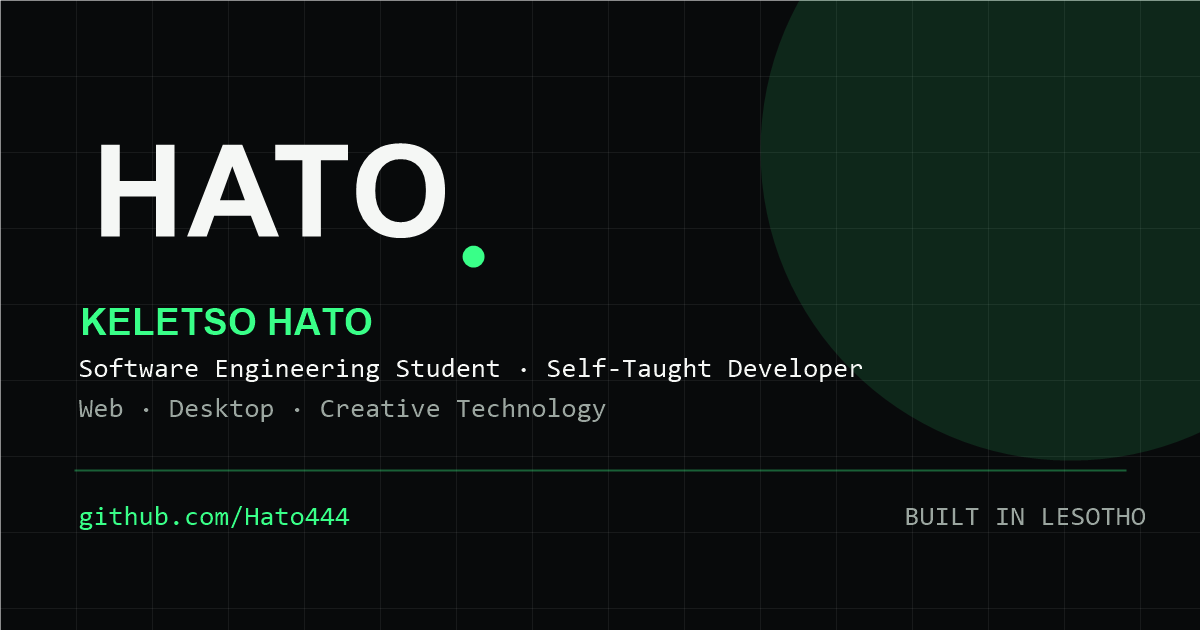 HATO.
KELETSO HATO
Software Engineering Student · Self-Taught Developer
Web · Desktop · Creative Technology
github.com/Hato444
BUILT IN LESOTHO